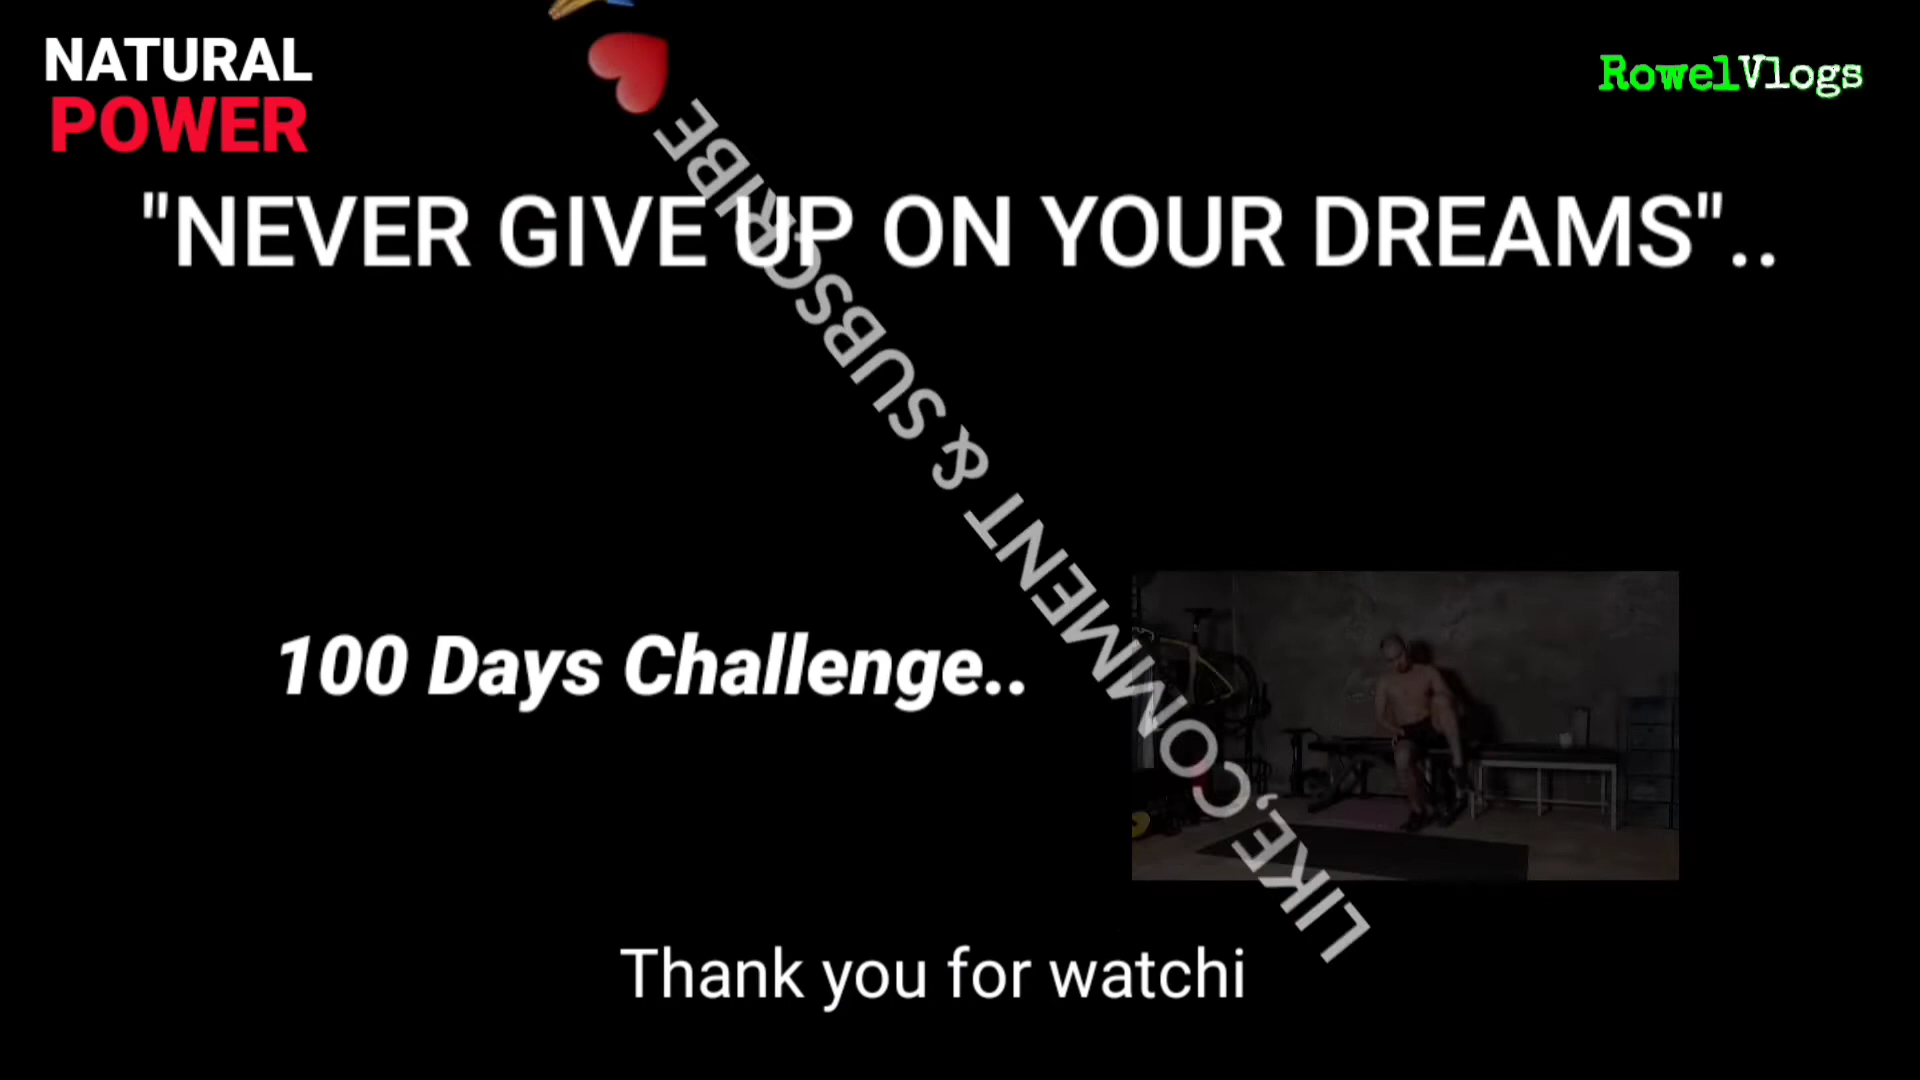 NATURAL
POWER
RowelVlogs
"NEVER GIVE UP ON YOUR DREAMS"..
LIKE,COMMENT & SUBSCRIBE
100 Days Challenge..
Thank you for watchi